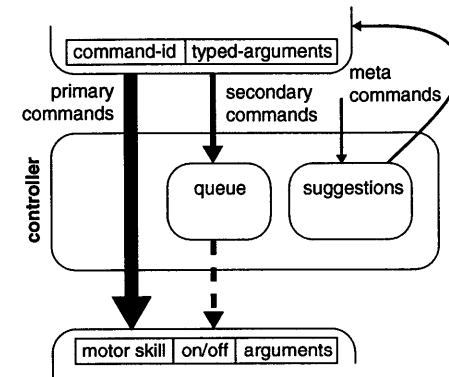 command-id typed-arguments
primary
commands
secondary
commands
meta
commands
controller
queue
suggestions
motor skill on/off arguments